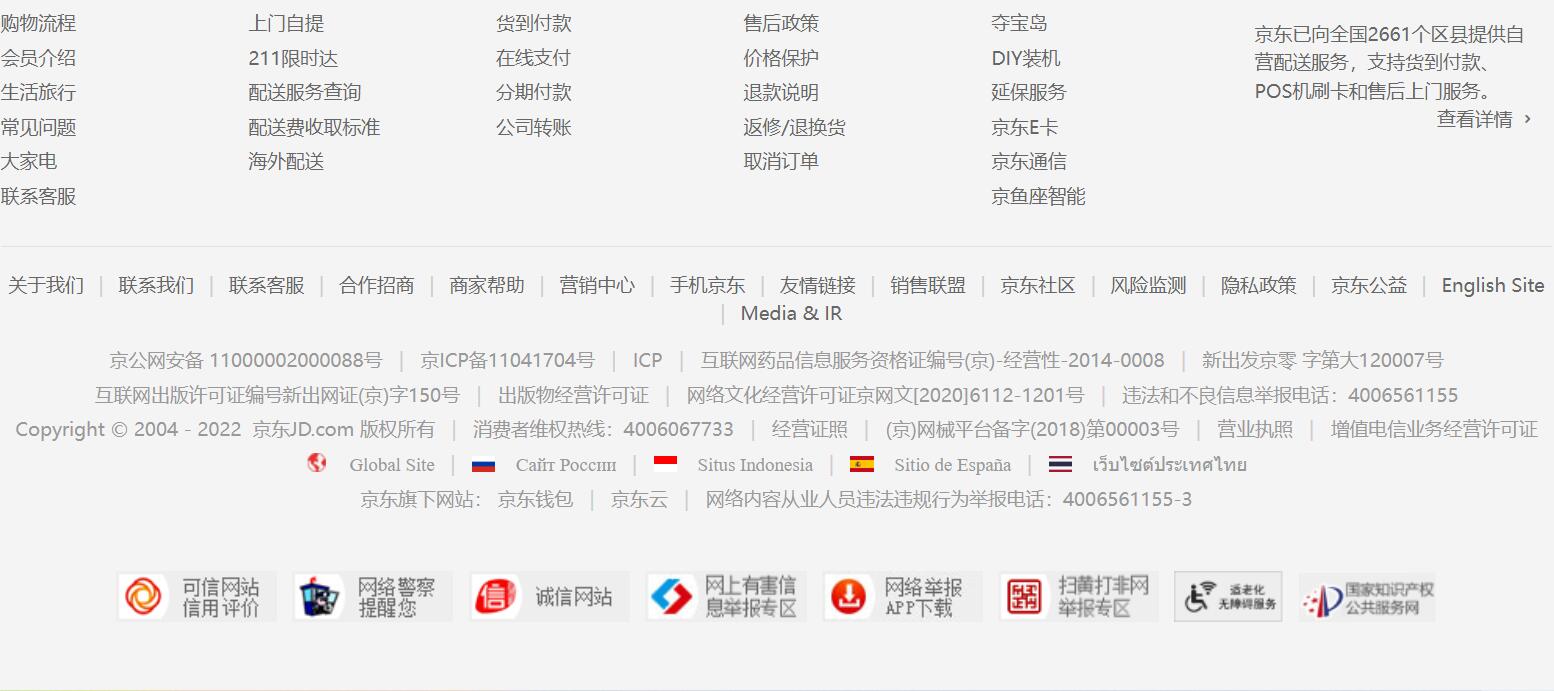 购物流程
会员介绍
生活旅行
常见问题
大家电
联系客服
上门自提
211限时达
配送服务查询
配送费收取标准
海外配送
货到付款
在线支付
分期付款
公司转账
售后政策
价格保护
退款说明
返修/退换货
取消订单
夺宝岛
DIY装机
延保服务
京东E卡
京东通信
京鱼座智能
京东已向全国2661个区县提供自
营配送服务，支持货到付款、
POS机刷卡和售后上门服务。
查看详情 ›
关于我们 | 联系我们 | 联系客服 | 合作招商 | 商家帮助 | 营销中心 | 手机京东 | 友情链接 | 销售联盟 | 京东社区 | 风险监测 | 隐私政策 | 京东公益 | English Site
| Media & IR
京公网安备 11000002000088号 | 京ICP备11041704号 | ICP | 互联网药品信息服务资格证编号(京)-经营性-2014-0008 | 新出发京零 字第大120007号
互联网出版许可证编号新出网证(京)字150号 | 出版物经营许可证 | 网络文化经营许可证京网文[2020]6112-1201号 | 违法和不良信息举报电话：4006561155
Copyright © 2004 - 2022 京东JD.com 版权所有 | 消费者维权热线：4006067733 | 经营证照 | (京)网械平台备字(2018)第00003号 | 营业执照 | 增值电信业务经营许可证
Global Site | Сайт России | Situs Indonesia | Sitio de España | เว็บไซต์ประเทศไทย
京东旗下网站： 京东钱包 | 京东云 | 网络内容从业人员违法违规行为举报电话：4006561155-3
可信网站
信用评价
网络警察
提醒您
诚信网站
网上有害信
息举报专区
网络举报
APP下载
扫黄打非网
举报专区
适老化
无障碍服务
国家知识产权
公共服务网